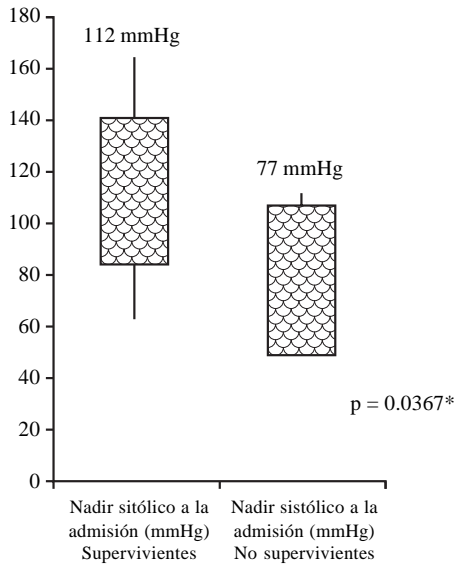 180
112 mmHg
160
140
120
77 mmHg
100
80
60
40
p = 0.0367*
20
0
Nadir sitólico a la
admisión (mmHg)
Supervivientes
Nadir sistólico a la
admisión (mmHg)
No supervivientes